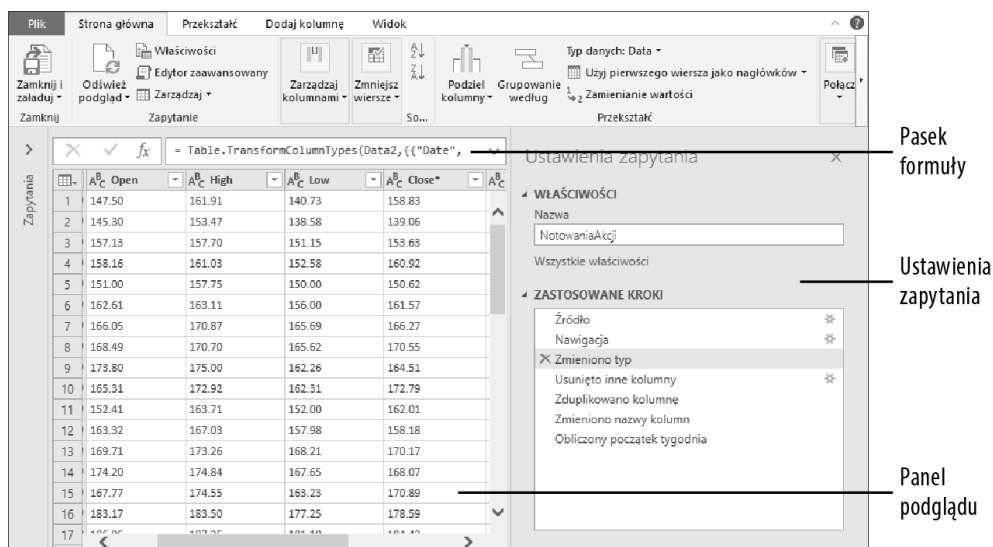 Plik Strona główna Przekształć Dodaj kolumnę Widok
Zamknij i załaduj
Odśwież podgląd
Właściwości
Edytor zaawansowany
Zarządzaj
Zarządzaj kolumnami
Zmniejsz wiersze
Podziel kolumny
Grupowanie według
Typ danych: Data
Użyj pierwszego wiersza jako nagłówków
Zamienianie wartości
Połącz
Zamknij Zapytanie So... Przekształć
Zapytania
fx = Table.TransformColumnTypes(Data2,{{"Date",
Open High Low Close*
1 147.50 161.91 140.73 158.83
2 145.30 153.47 138.58 139.06
3 157.13 157.70 151.15 153.63
4 158.16 161.03 152.58 160.92
5 151.00 157.75 150.00 150.62
6 162.61 163.11 156.00 161.57
7 166.05 170.87 165.69 166.27
8 168.49 170.70 165.62 170.55
9 173.80 175.00 162.26 164.51
10 165.31 172.92 162.31 172.79
11 152.41 163.71 152.00 162.01
12 163.32 167.03 157.98 158.18
13 169.71 173.26 168.21 170.17
14 174.20 174.84 167.65 168.07
15 167.77 174.55 163.23 170.89
16 183.17 183.50 177.25 178.59
17
Ustawienia zapytania
WŁAŚCIWOŚCI
Nazwa
NotowaniaAkcji
Wszystkie właściwości
ZASTOSOWANE KROKI
Źródło
Nawigacja
Zmieniono typ
Usunięto inne kolumny
Zduplikowano kolumnę
Zmieniono nazwy kolumn
Obliczony początek tygodnia
Pasek
formuły
Ustawienia
zapytania
Panel
podglądu